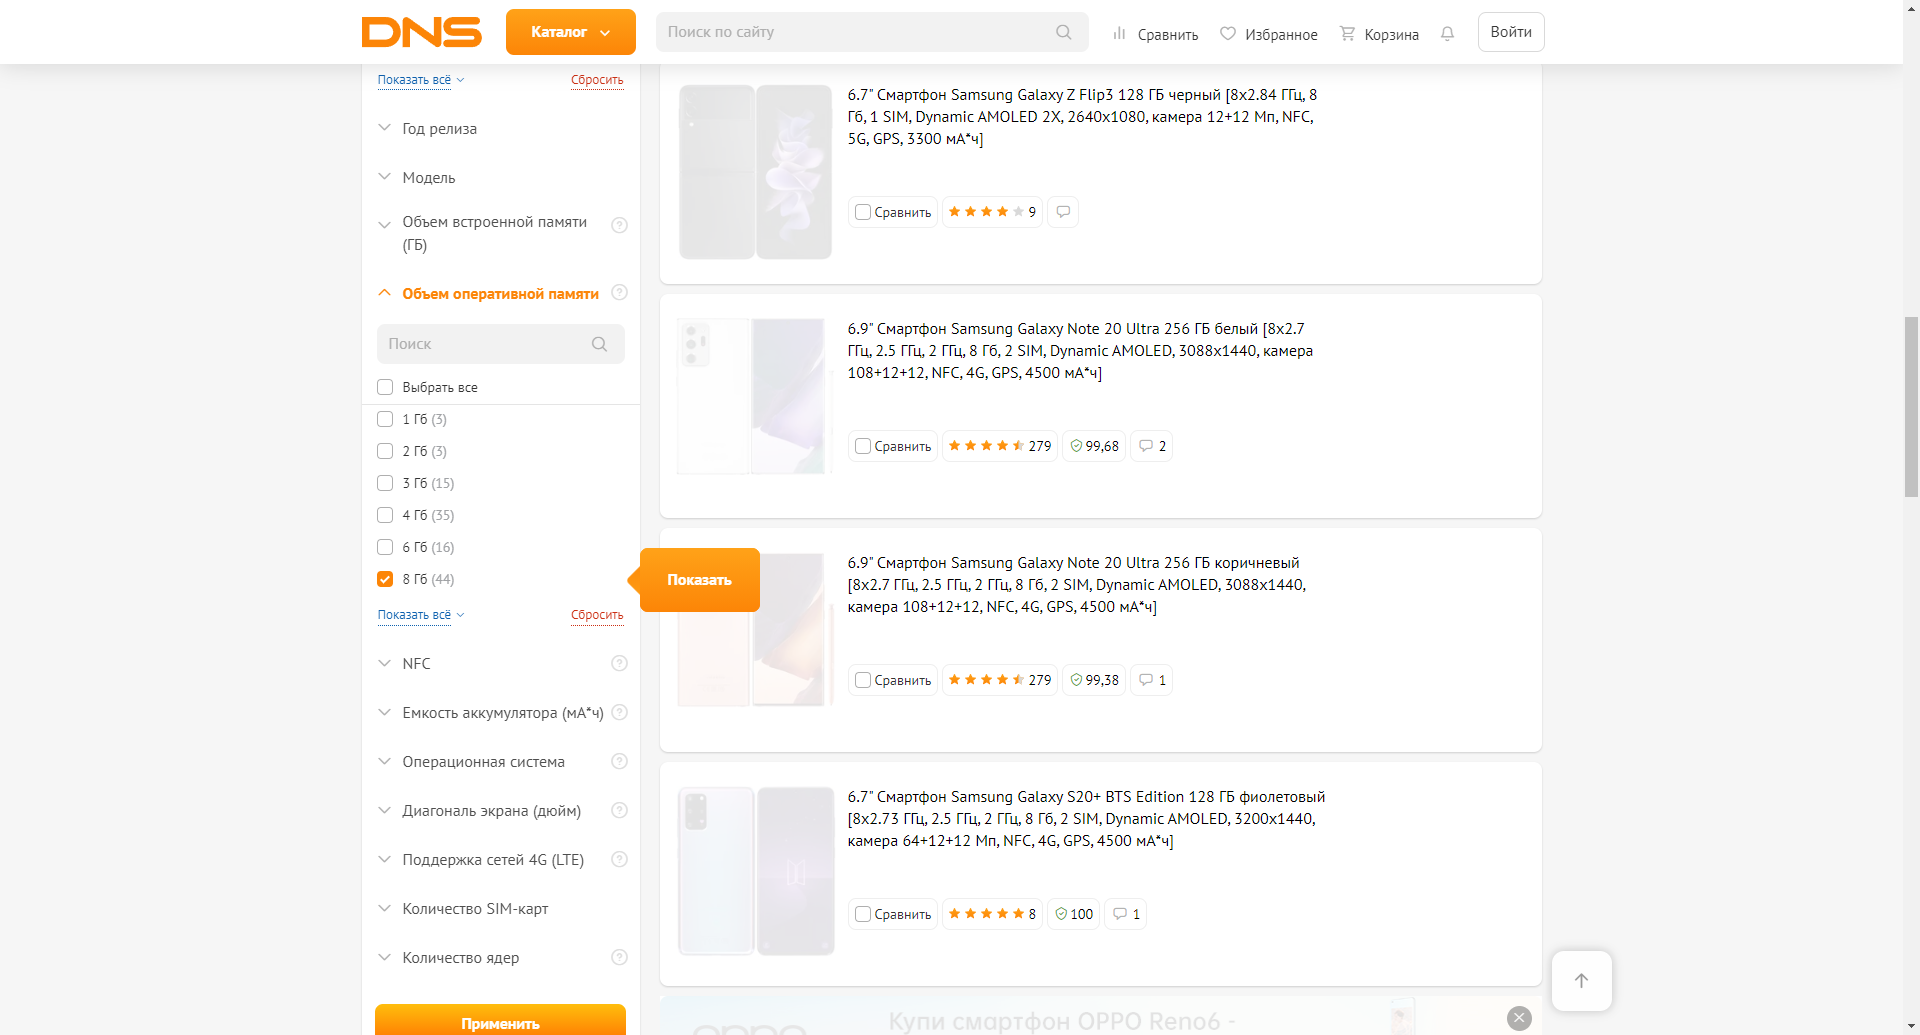 DNS
Каталог
Поиск по сайту
Сравнить
Избранное
Корзина
Войти
Показать всё
Сбросить
Год релиза
Модель
Объем встроенной памяти
(ГБ)
Объем оперативной памяти
Поиск
Выбрать все
1 Гб (3)
2 Гб (3)
3 Гб (15)
4 Гб (35)
6 Гб (16)
8 Гб (44)
Показать
Показать всё
Сбросить
NFC
Емкость аккумулятора (мА*ч)
Операционная система
Диагональ экрана (дюйм)
Поддержка сетей 4G (LTE)
Количество SIM-карт
Количество ядер
Применить
6.7" Смартфон Samsung Galaxy Z Flip3 128 ГБ черный [8x2.84 ГГц, 8
Гб, 1 SIM, Dynamic AMOLED 2X, 2640x1080, камера 12+12 Мп, NFC,
5G, GPS, 3300 мА*ч]
Сравнить
9
6.9" Смартфон Samsung Galaxy Note 20 Ultra 256 ГБ белый [8x2.7
ГГц, 2.5 ГГц, 2 ГГц, 8 Гб, 2 SIM, Dynamic AMOLED, 3088x1440, камера
108+12+12, NFC, 4G, GPS, 4500 мА*ч]
Сравнить
279
99,68
2
6.9" Смартфон Samsung Galaxy Note 20 Ultra 256 ГБ коричневый
[8x2.7 ГГц, 2.5 ГГц, 2 ГГц, 8 Гб, 2 SIM, Dynamic AMOLED, 3088x1440,
камера 108+12+12, NFC, 4G, GPS, 4500 мА*ч]
Сравнить
279
99,38
1
6.7" Смартфон Samsung Galaxy S20+ BTS Edition 128 ГБ фиолетовый
[8x2.73 ГГц, 2.5 ГГц, 2 ГГц, 8 Гб, 2 SIM, Dynamic AMOLED, 3200x1440,
камера 64+12+12 Мп, NFC, 4G, GPS, 4500 мА*ч]
Сравнить
8
100
1
oppo
Купи смартфон OPPO Reno6 -